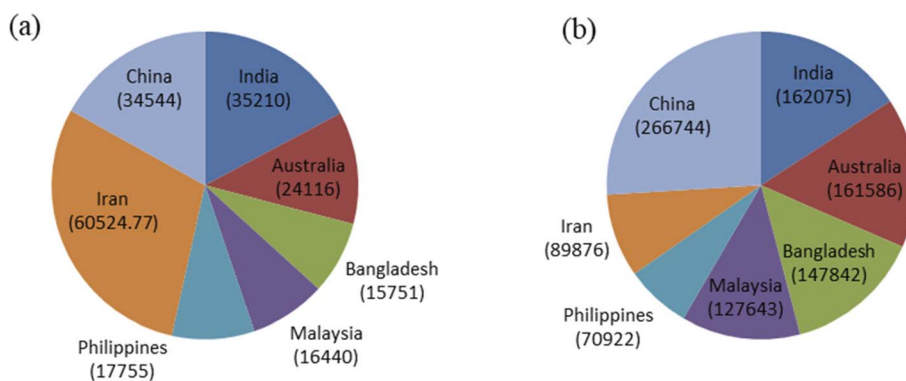 (a)
China
(34544)
India
(35210)
Australia
(24116)
Iran
(60524.77)
Bangladesh
(15751)
Malaysia
(16440)
Philippines
(17755)
(b)
India
(162075)
China
(266744)
Australia
(161586)
Iran
(89876)
Bangladesh
(147842)
Malaysia
(127643)
Philippines
(70922)